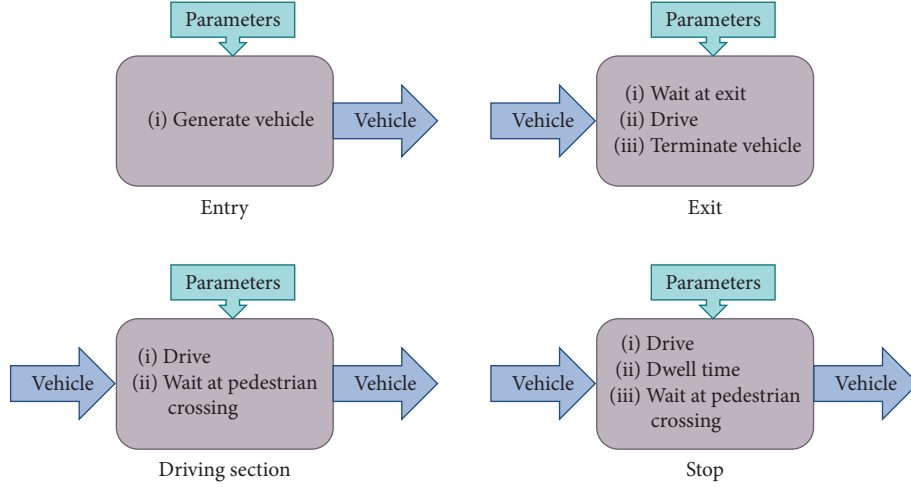 Parameters
(i) Generate vehicle
Vehicle
Entry
Parameters
Vehicle
(i) Wait at exit
(ii) Drive
(iii) Terminate vehicle
Exit
Parameters
Vehicle
(i) Drive
(ii) Wait at pedestrian
crossing
Vehicle
Driving section
Parameters
Vehicle
(i) Drive
(ii) Dwell time
(iii) Wait at pedestrian
crossing
Vehicle
Stop